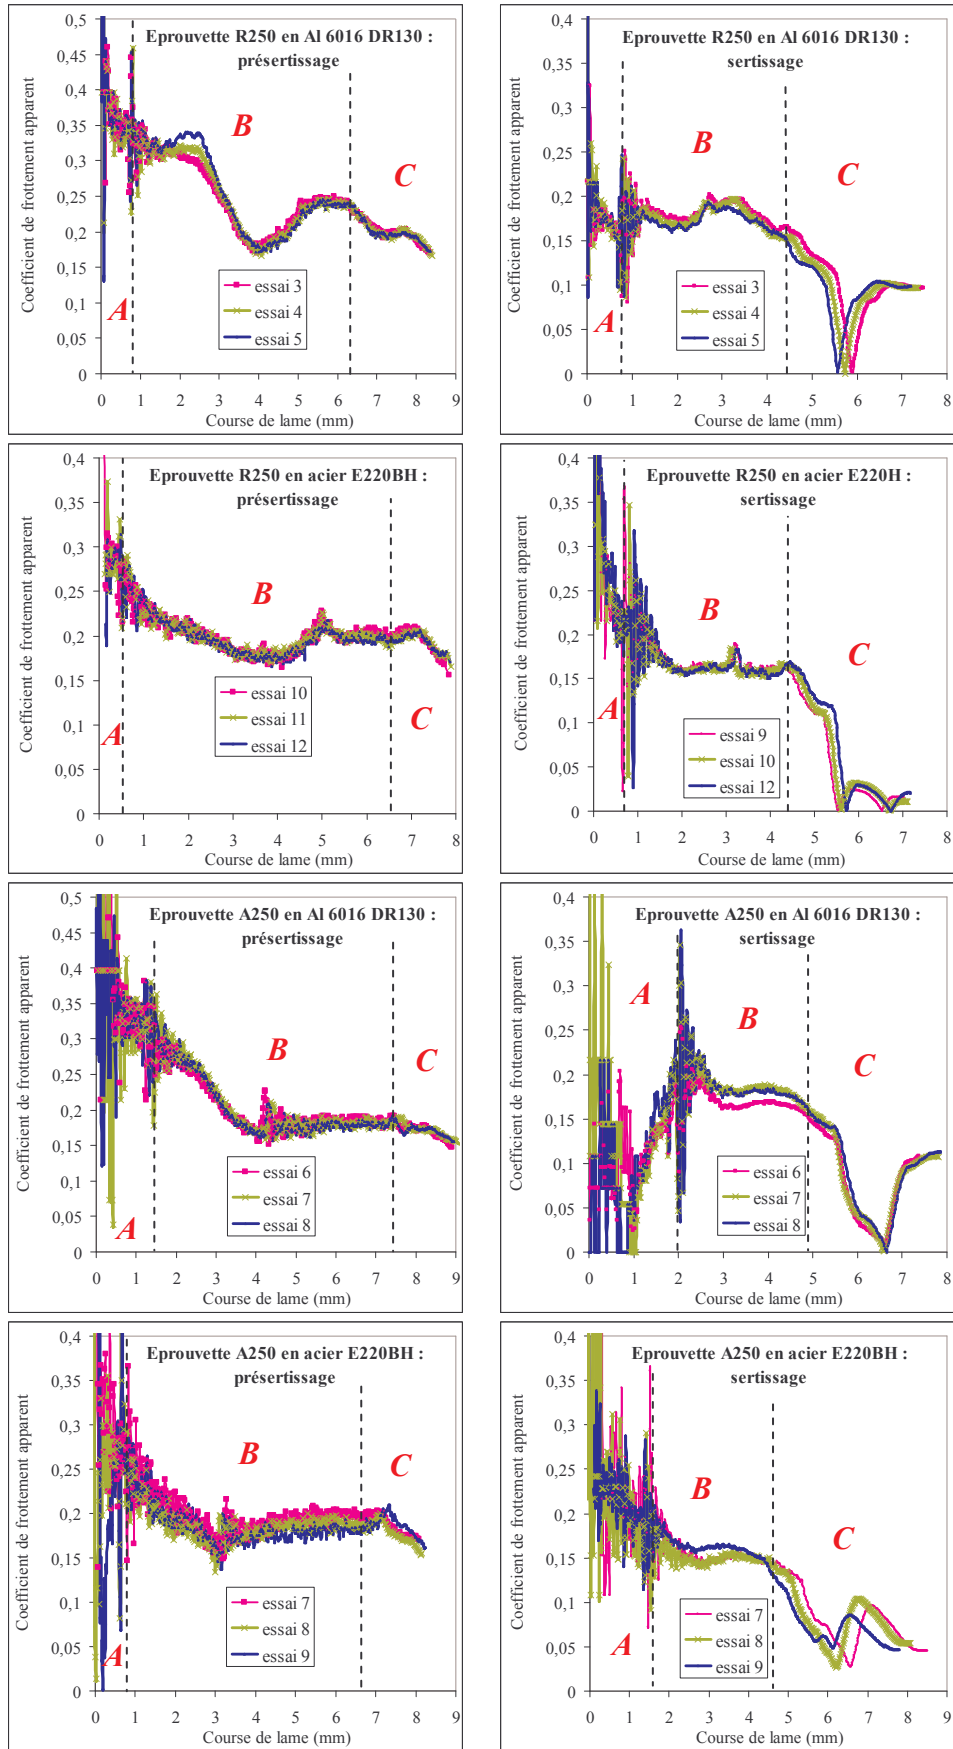 Eprouvette R250 en Al 6016 DR130 :
présertissage
Coefficient de frottement apparent
0,5
0,45
0,4
0,35
0,3
0,25
0,2
0,15
0,1
0,05
0
A
B
C
essai 3
essai 4
essai 5
0 1 2 3 4 5 6 7 8 9
Course de lame (mm)
Eprouvette R250 en Al 6016 DR130 :
sertissage
Coefficient de frottement apparent
0,4
0,35
0,3
0,25
0,2
0,15
0,1
0,05
0
A
B
C
essai 3
essai 4
essai 5
0 1 2 3 4 5 6 7 8
Course de lame (mm)
Eprouvette R250 en acier E220BH :
présertissage
Coefficient de frottement apparent
0,4
0,35
0,3
0,25
0,2
0,15
0,1
0,05
0
A
B
C
essai 10
essai 11
essai 12
0 1 2 3 4 5 6 7 8
Course de lame (mm)
Eprouvette R250 en acier E220H :
sertissage
Coefficient de frottement apparent
0,4
0,35
0,3
0,25
0,2
0,15
0,1
0,05
0
A
B
C
essai 9
essai 10
essai 12
0 1 2 3 4 5 6 7 8
Course de lame (mm)
Eprouvette A250 en Al 6016 DR130 :
présertissage
Coefficient de frottement apparent
0,5
0,45
0,4
0,35
0,3
0,25
0,2
0,15
0,1
0,05
0
A
B
C
essai 6
essai 7
essai 8
0 1 2 3 4 5 6 7 8 9
Course de lame (mm)
Eprouvette A250 en Al 6016 DR130 :
sertissage
Coefficient de frottement apparent
0,4
0,35
0,3
0,25
0,2
0,15
0,1
0,05
0
A
B
C
essai 6
essai 7
essai 8
0 1 2 3 4 5 6 7 8
Course de lame (mm)
Eprouvette A250 en acier E220BH :
présertissage
Coefficient de frottement apparent
0,4
0,35
0,3
0,25
0,2
0,15
0,1
0,05
0
A
B
C
essai 7
essai 8
essai 9
0 1 2 3 4 5 6 7 8 9
Course de lame (mm)
Eprouvette A250 en acier E220BH :
sertissage
Coefficient de frottement apparent
0,4
0,35
0,3
0,25
0,2
0,15
0,1
0,05
0
A
B
C
essai 7
essai 8
essai 9
0 1 2 3 4 5 6 7 8 9
Course de lame (mm)